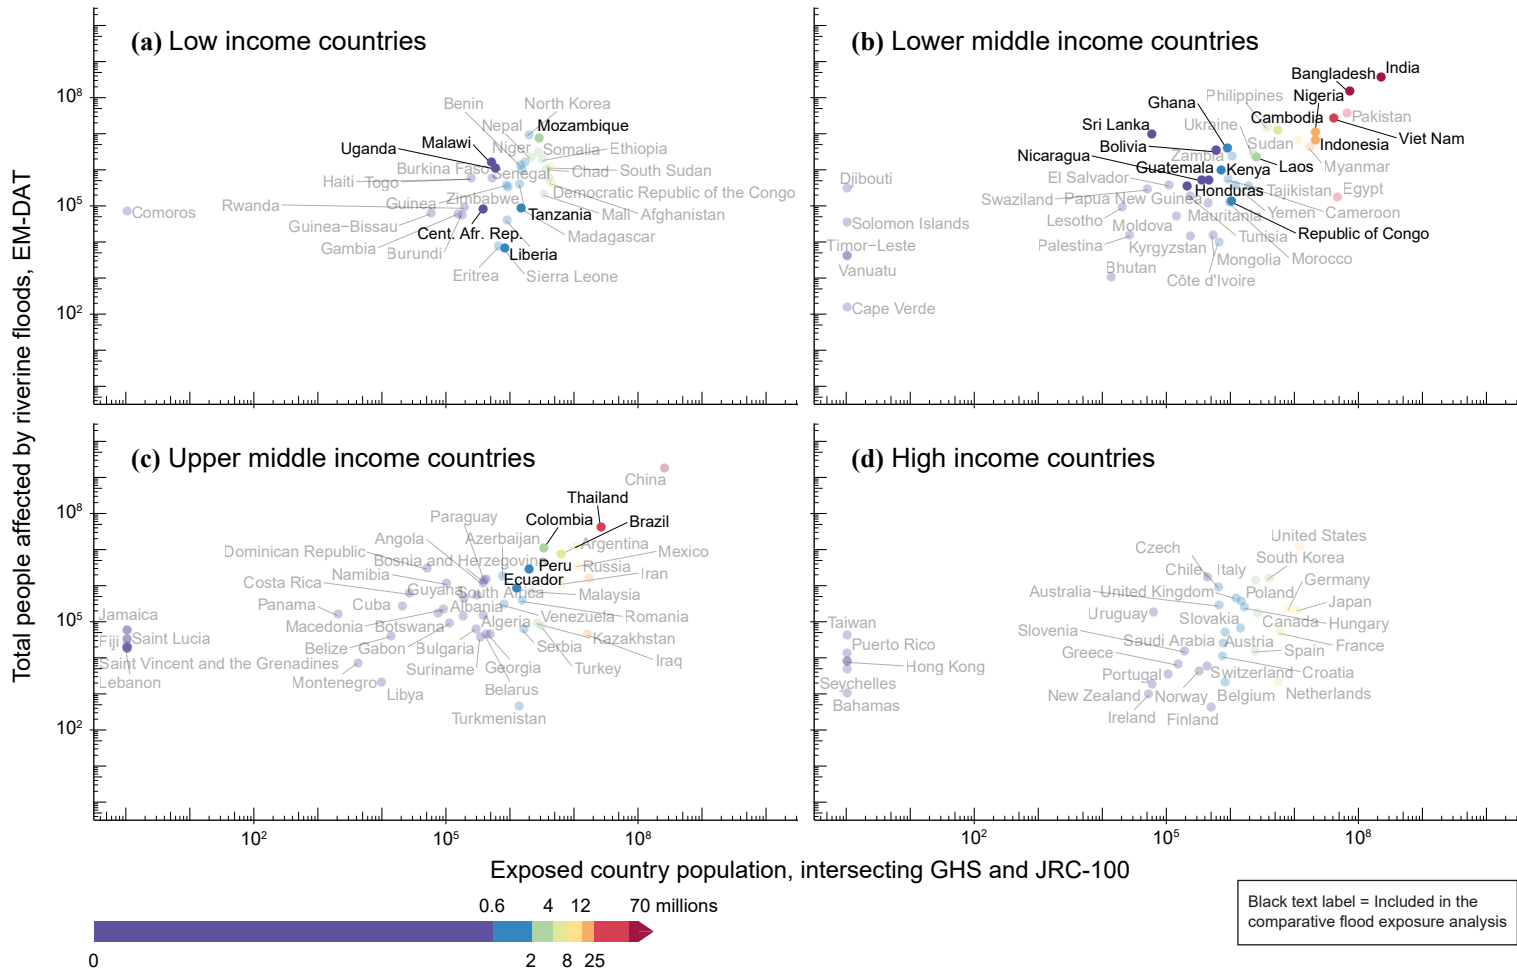 Total people affected by riverine floods, EM-DAT
(a) Low income countries
10⁸
10⁵
10²
Benin
North Korea
Nepal
Mozambique
Malawi
Uganda
Niger
Somalia
Ethiopia
Burkina Faso
Senegal
Chad
South Sudan
Haiti
Togo
Democratic Republic of the Congo
Zimbabwe
Guinea
Rwanda
Comoros
Tanzania
Mali
Afghanistan
Guinea−Bissau
Cent. Afr. Rep.
Madagascar
Gambia
Burundi
Liberia
Eritrea
Sierra Leone
(b) Lower middle income countries
India
Bangladesh
Nigeria
Philippines
Ghana
Cambodia
Pakistan
Sri Lanka
Ukraine
Viet Nam
Bolivia
Sudan
Indonesia
Nicaragua
Zambia
Guatemala
Kenya
Laos
Myanmar
Djibouti
El Salvador
Honduras
Tajikistan
Egypt
Swaziland
Papua New Guinea
Solomon Islands
Lesotho
Mauritania
Yemen
Cameroon
Moldova
Republic of Congo
Timor−Leste
Palestina
Kyrgyzstan
Tunisia
Vanuatu
Bhutan
Mongolia
Morocco
Côte d'Ivoire
Cape Verde
(c) Upper middle income countries
10⁸
10⁵
10²
China
Thailand
Paraguay
Colombia
Brazil
Angola
Azerbaijan
Argentina
Dominican Republic
Bosnia and Herzegovina
Mexico
Namibia
Peru
Russia
Costa Rica
Ecuador
Iran
Guyana
South Africa
Malaysia
Panama
Cuba
Albania
Jamaica
Venezuela
Romania
Macedonia
Botswana
Algeria
Fiji
Saint Lucia
Kazakhstan
Belize
Gabon
Bulgaria
Serbia
Saint Vincent and the Grenadines
Suriname
Georgia
Turkey
Iraq
Lebanon
Montenegro
Libya
Belarus
Turkmenistan
10²
10⁵
10⁸
(d) High income countries
United States
Czech
South Korea
Chile
Italy
Germany
Australia
United Kingdom
Poland
Japan
Uruguay
Slovakia
Canada
Hungary
Taiwan
Slovenia
Saudi Arabia
Austria
France
Puerto Rico
Greece
Spain
Hong Kong
Portugal
Switzerland
Croatia
Seychelles
New Zealand
Norway
Belgium
Netherlands
Bahamas
Ireland
Finland
10²
10⁵
10⁸
Exposed country population, intersecting GHS and JRC-100
0.6
4
12
70 millions
0
2
8
25
Black text label = Included in the
comparative flood exposure analysis